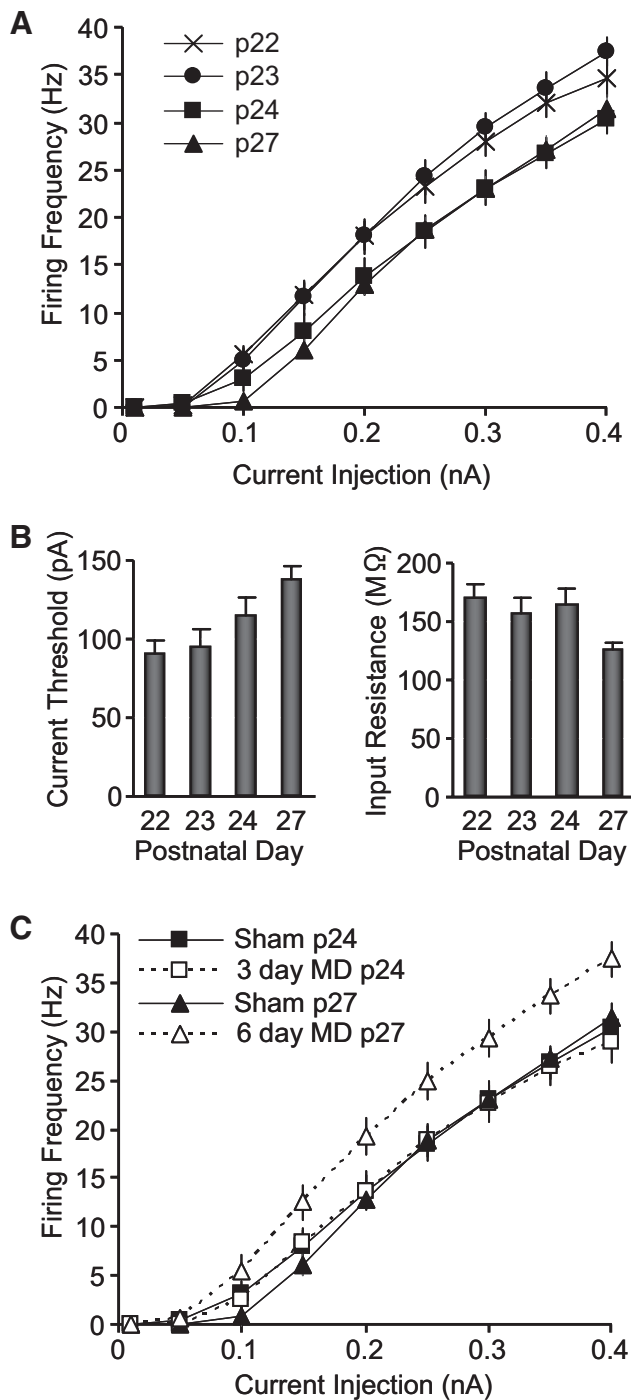 A
40
35
30
25
20
15
10
5
0
Firing Frequency (Hz)
p22
p23
p24
p27
0 0.1 0.2 0.3 0.4
Current Injection (nA)
B
Current Threshold (pA)
150
100
50
0
22 23 24 27
Postnatal Day
Input Resistance (MΩ)
200
150
100
50
0
22 23 24 27
Postnatal Day
C
40
35
30
25
20
15
10
5
0
Firing Frequency (Hz)
Sham p24
3 day MD p24
Sham p27
6 day MD p27
0 0.1 0.2 0.3 0.4
Current Injection (nA)